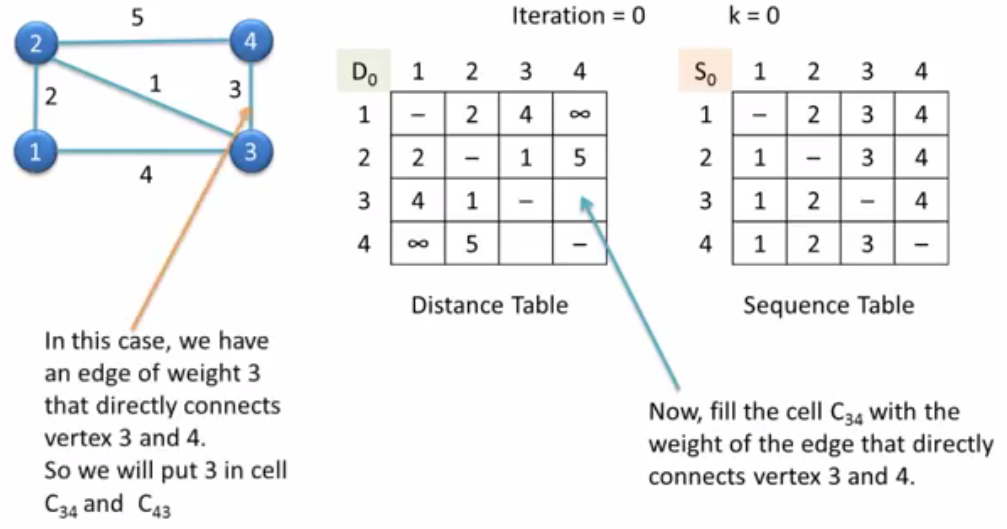 Iteration = 0 k = 0
5
2 4
1
2 3
1 3
4
D0 1 2 3 4
1 – 2 4 ∞
2 2 – 1 5
3 4 1 –
4 ∞ 5 –
Distance Table
S0 1 2 3 4
1 – 2 3 4
2 1 – 3 4
3 1 2 – 4
4 1 2 3 –
Sequence Table
In this case, we have
an edge of weight 3
that directly connects
vertex 3 and 4.
So we will put 3 in cell
C34 and C43
Now, fill the cell C34 with the
weight of the edge that directly
connects vertex 3 and 4.